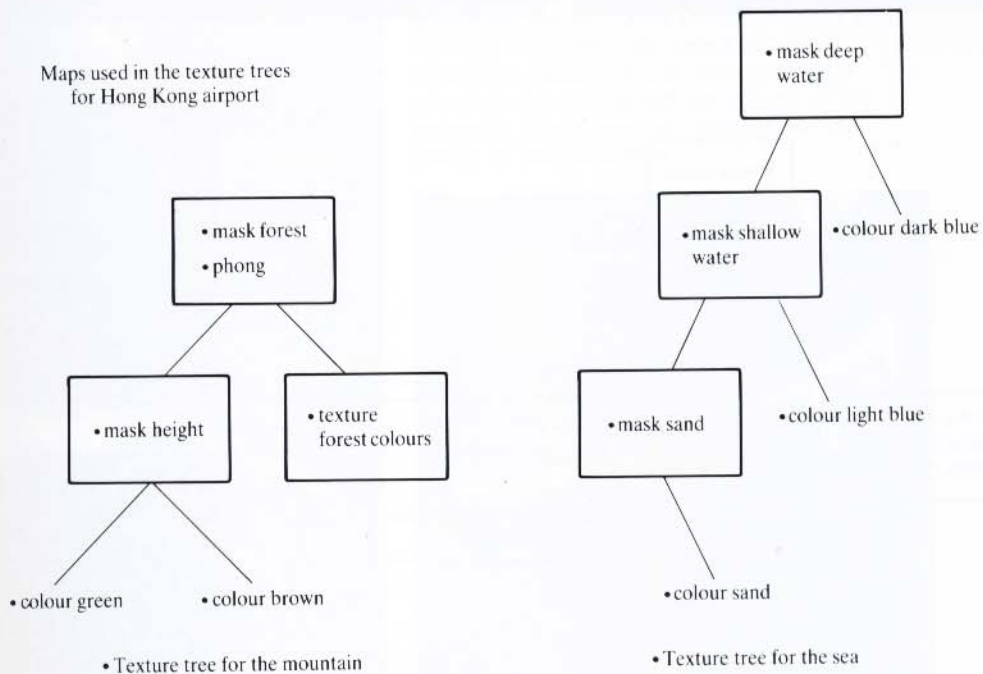 Maps used in the texture trees
for Hong Kong airport
• mask forest
• phong
• mask height
• texture
forest colours
• colour green
• colour brown
• Texture tree for the mountain
• mask deep
water
• mask shallow
water
• colour dark blue
• mask sand
• colour light blue
• colour sand
• Texture tree for the sea